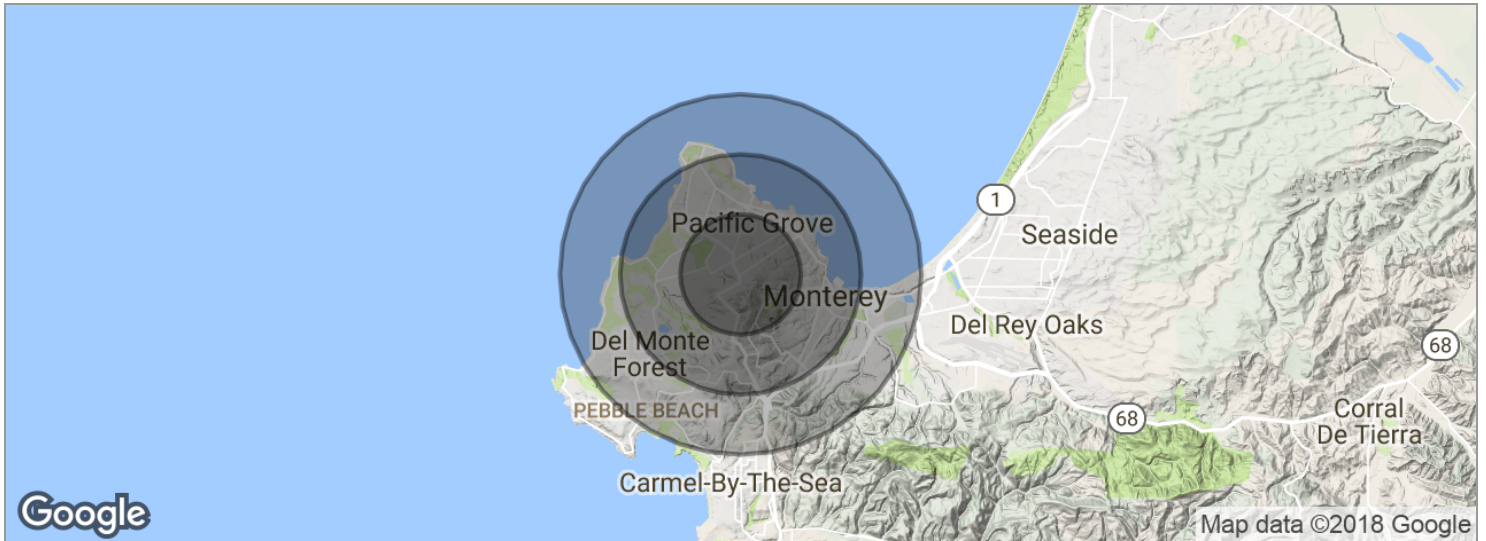 1
Pacific Grove
Seaside
Monterey
Del Rey Oaks
Del Monte
Forest
68
PEBBLE BEACH
68
Corral
De Tierra
Carmel-By-The-Sea
Google
Map data ©2018 Google